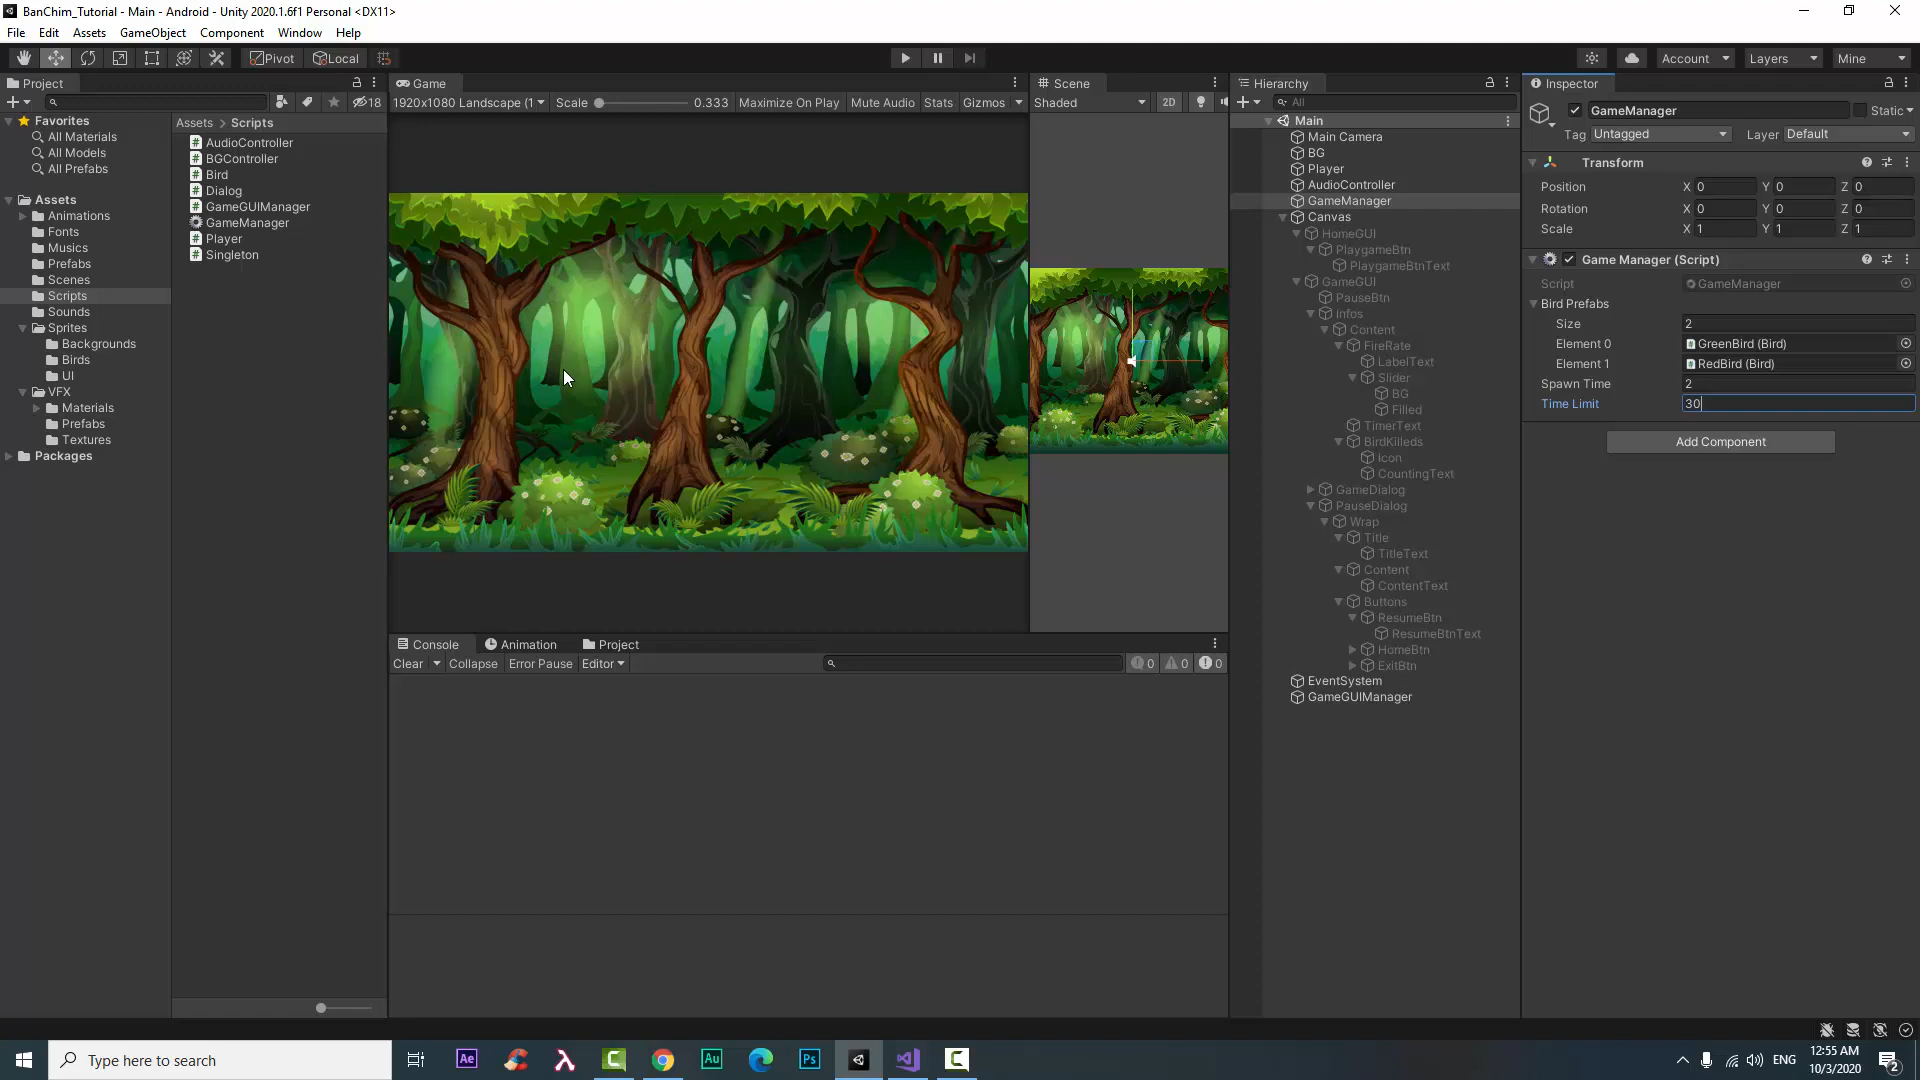 BanChim_Tutorial - Main - Android - Unity 2020.1.6f1 Personal <DX11>
File Edit Assets GameObject Component Window Help
Pivot Local
Account Layers Mine
Project
18
Favorites
All Materials
All Models
All Prefabs
Assets
Animations
Fonts
Musics
Prefabs
Scenes
Scripts
Sounds
Sprites
Backgrounds
Birds
UI
VFX
Materials
Prefabs
Textures
Packages
Assets > Scripts
AudioController
BGController
Bird
Dialog
GameGUIManager
GameManager
Player
Singleton
Game
1920x1080 Landscape (1 Scale 0.333 Maximize On Play Mute Audio Stats Gizmos
Console Animation Project
Clear Collapse Error Pause Editor 0 0 0
Scene
Shaded 2D
Hierarchy
All
Main
Main Camera
BG
Player
AudioController
GameManager
Canvas
HomeGUI
PlaygameBtn
PlaygameBtnText
GameGUI
PauseBtn
Infos
Content
FireRate
LabelText
Slider
BG
Filled
TimerText
BirdKilleds
Icon
CountingText
GameDialog
PauseDialog
Wrap
Title
TitleText
Content
ContentText
Buttons
ResumeBtn
ResumeBtnText
HomeBtn
ExitBtn
EventSystem
GameGUIManager
Inspector
GameManager Static
Tag Untagged Layer Default
Transform
Position X 0 Y 0 Z 0
Rotation X 0 Y 0 Z 0
Scale X 1 Y 1 Z 1
Game Manager (Script)
Script GameManager
Bird Prefabs
Size 2
Element 0 GreenBird (Bird)
Element 1 RedBird (Bird)
Spawn Time 2
Time Limit 30
Add Component
Type here to search
Ae Au Ps
ENG
12:55 AM
10/3/2020
2